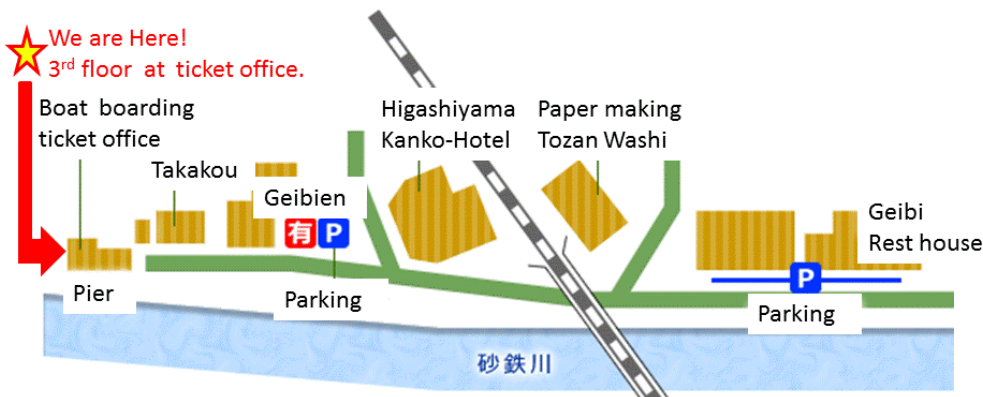 We are Here!
3rd floor at ticket office.
Boat boarding
ticket office
Takakou
Geibien
有 P
Parking
Pier
Higashiyama
Kanko-Hotel
Paper making
Tozan Washi
Geibi
Rest house
P
Parking
砂鉄川